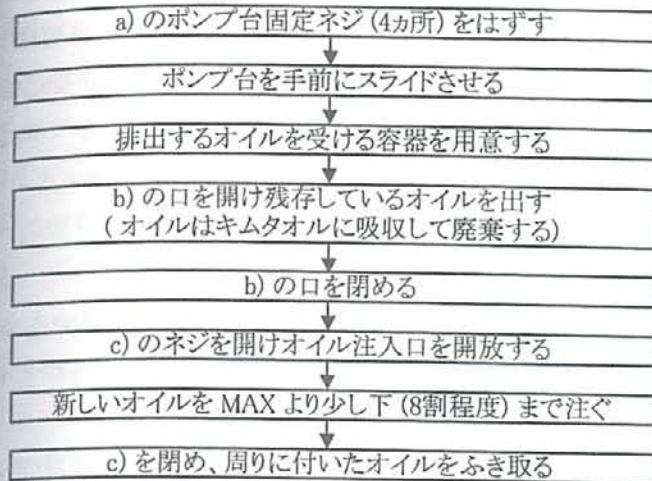 a) のポンプ台固定ネジ (4ヵ所) をはずす
ポンプ台を手前にスライドさせる
排出するオイルを受ける容器を用意する
b) の口を開け残存しているオイルを出す
( オイルはキムタオルに吸収して廃棄する)
b) の口を閉める
c) のネジを開けオイル注入口を開放する
新しいオイルを MAX より少し下 (8割程度) まで注ぐ
c) を閉め、周りに付いたオイルをふき取る